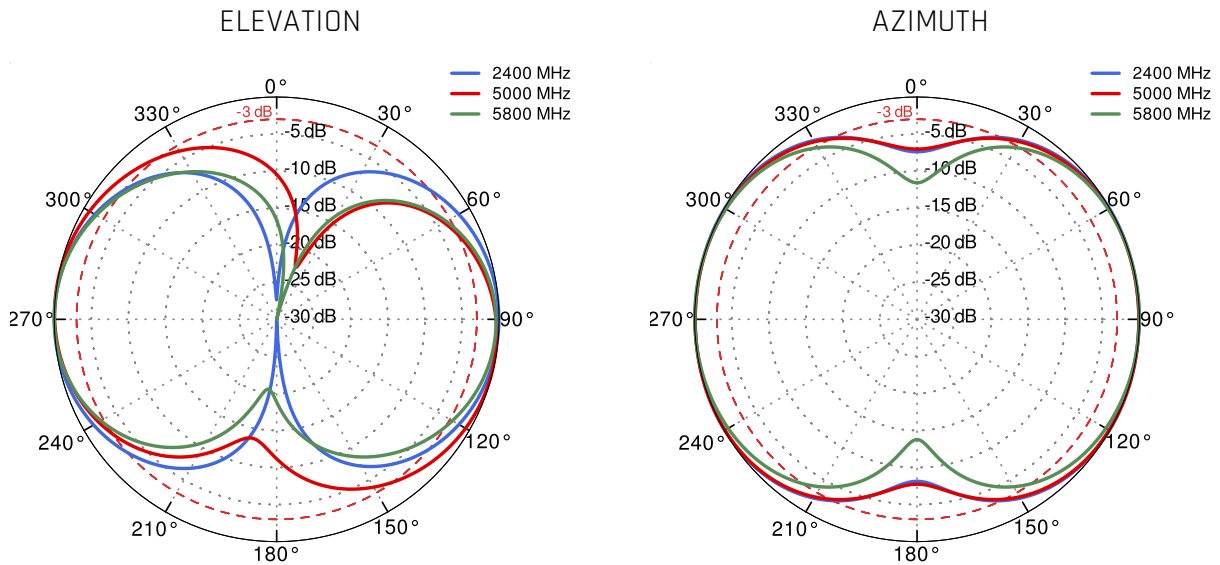 ELEVATION
2400 MHz
5000 MHz
5800 MHz
0°
30°
60°
90°
120°
150°
180°
210°
240°
270°
300°
330°
-3 dB
-5 dB
-10 dB
-15 dB
-20 dB
-25 dB
-30 dB
AZIMUTH
2400 MHz
5000 MHz
5800 MHz
0°
30°
60°
90°
120°
150°
180°
210°
240°
270°
300°
330°
-3 dB
-5 dB
-10 dB
-15 dB
-20 dB
-25 dB
-30 dB